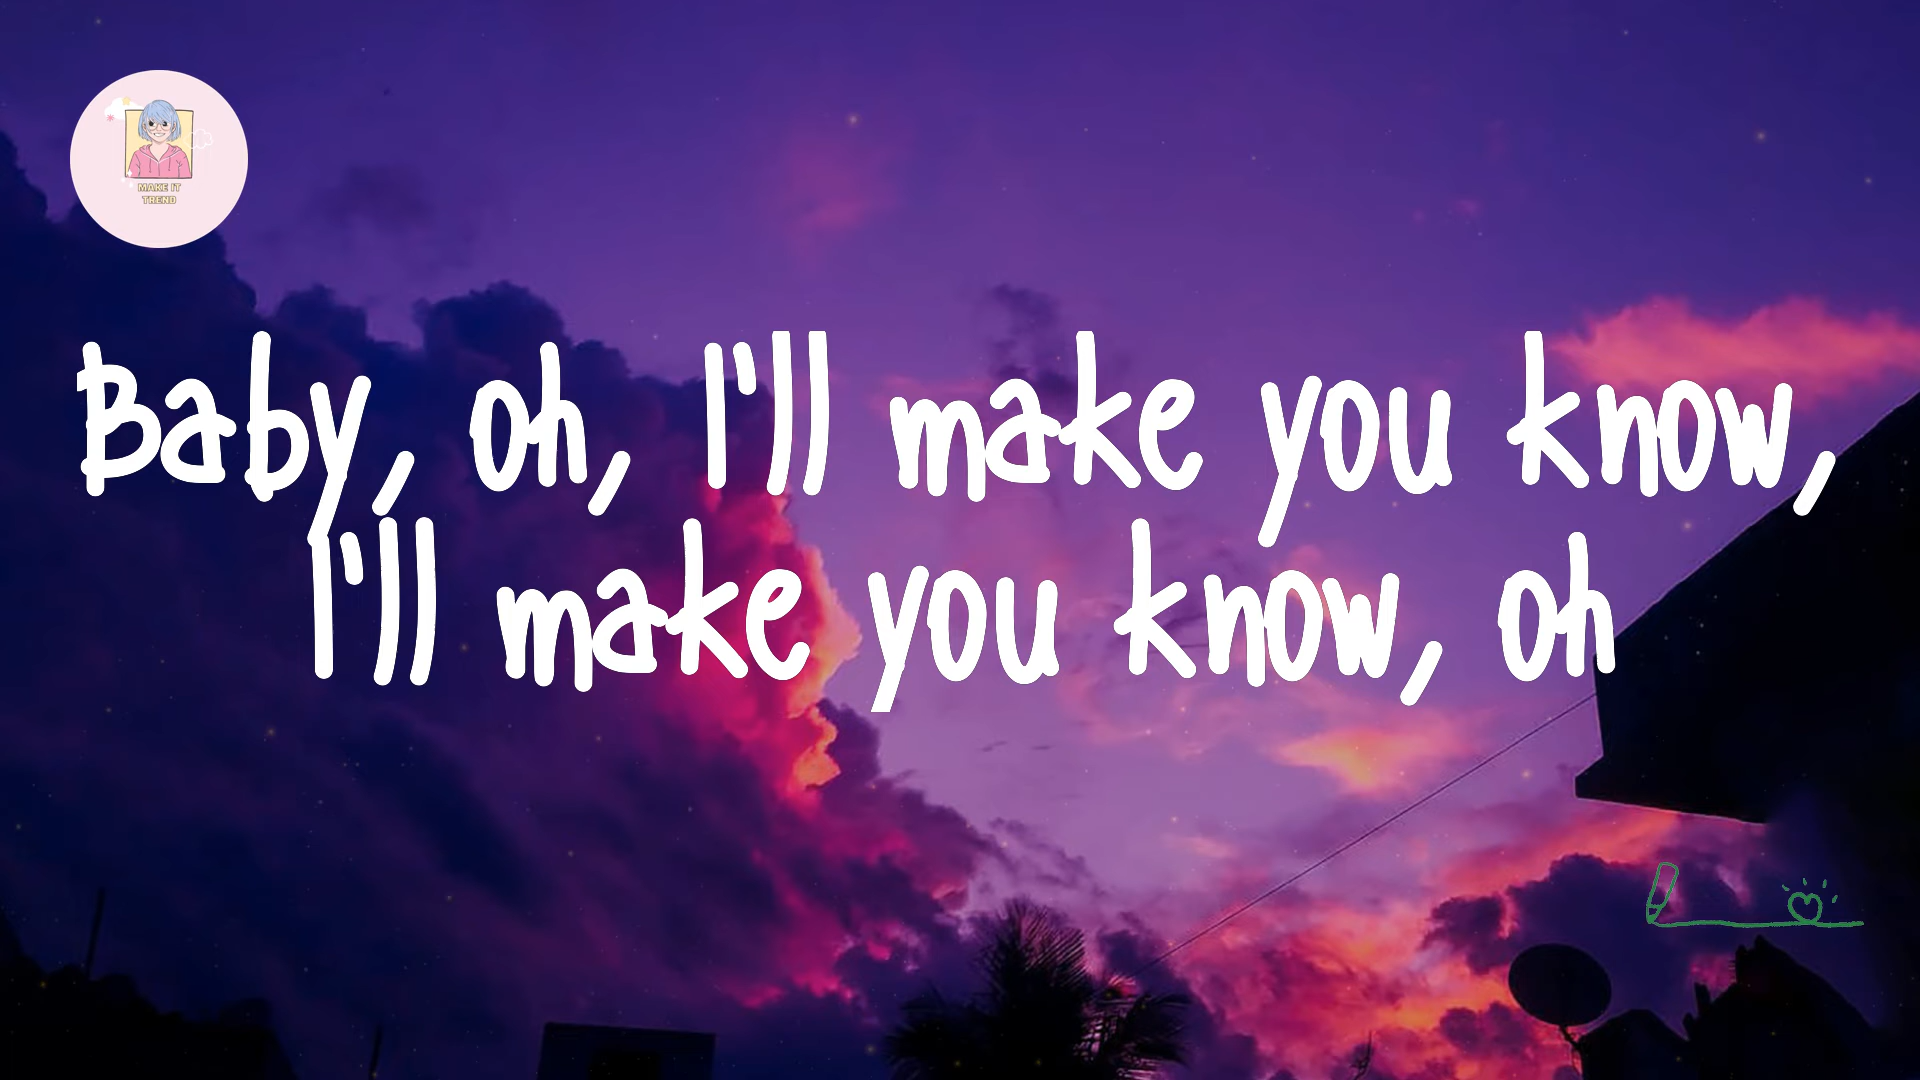 MAKE IT
TREND
Baby, oh, I'll make you know,
I'll make you know, oh